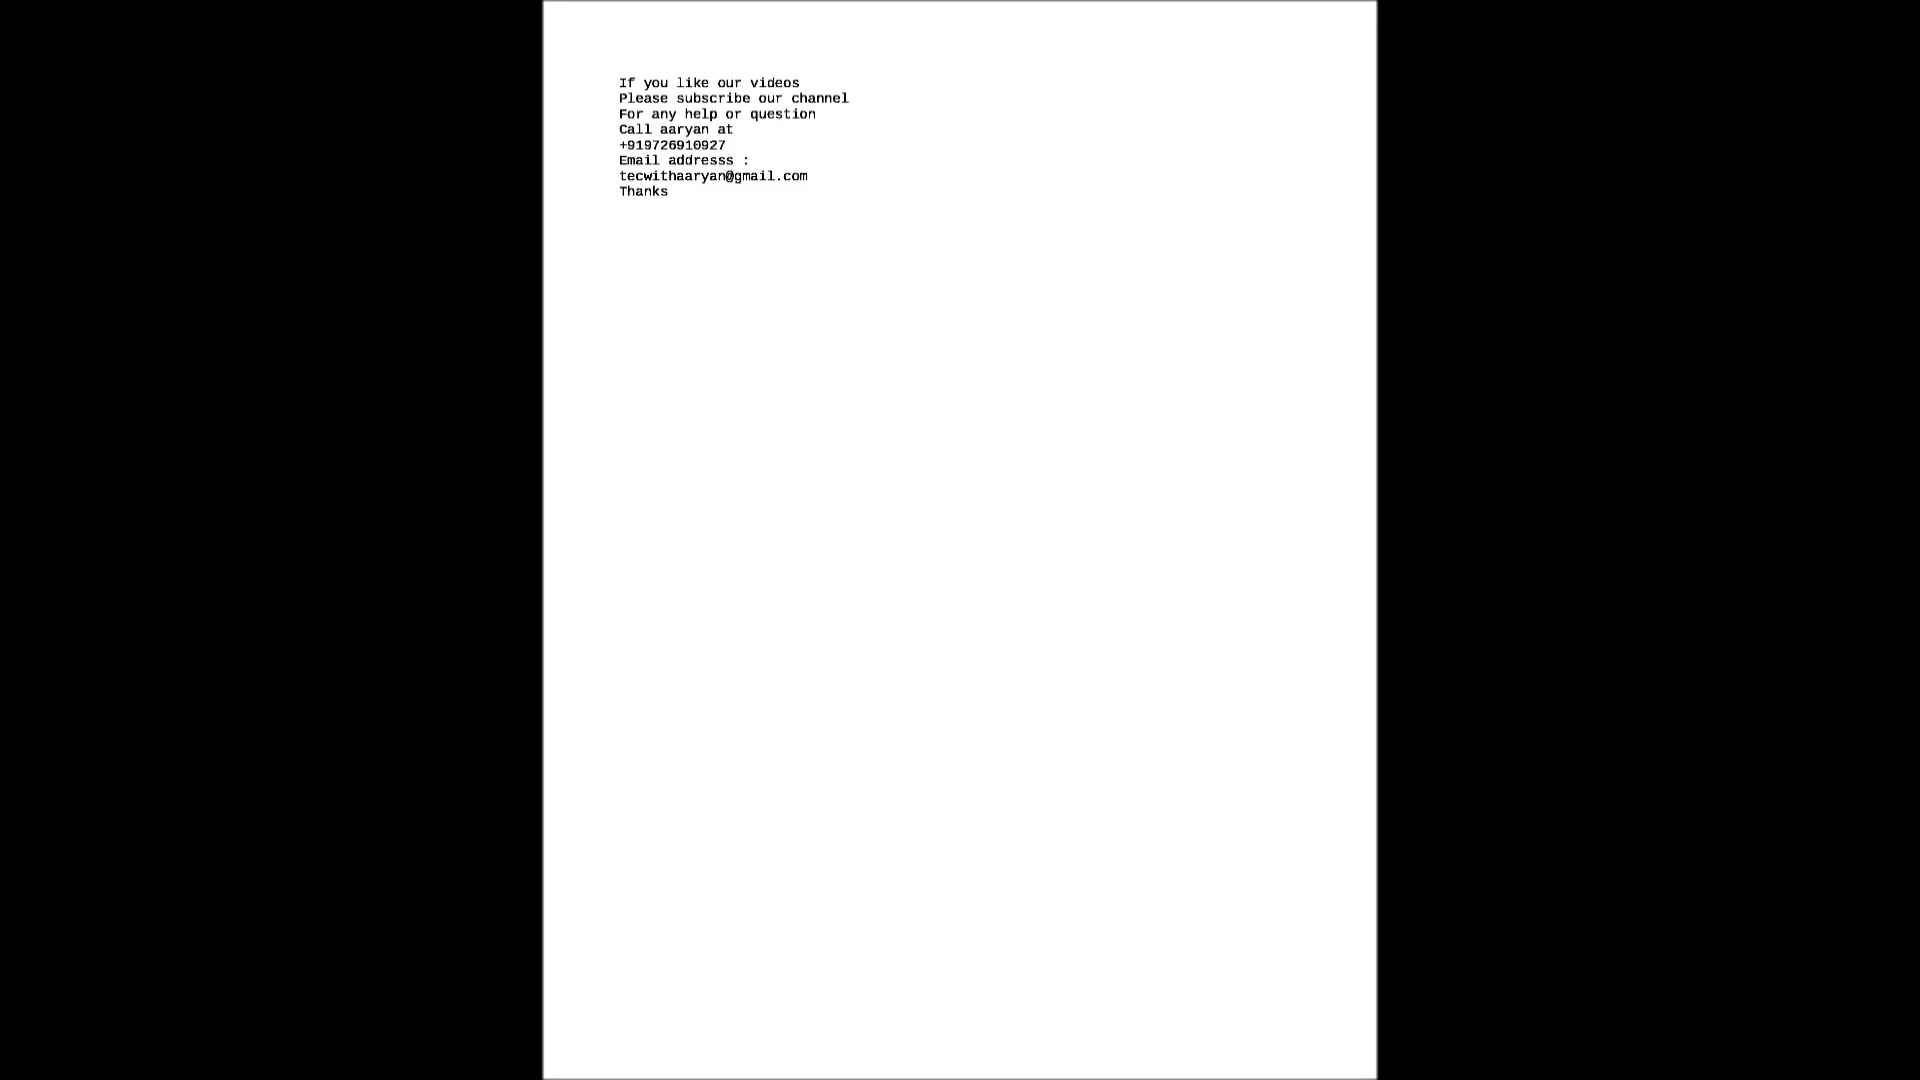 If you like our videos
Please subscribe our channel
For any help or question
Call aaryan at
+919726910927
Email addresss :
tecwithaaryan@gmail.com
Thanks